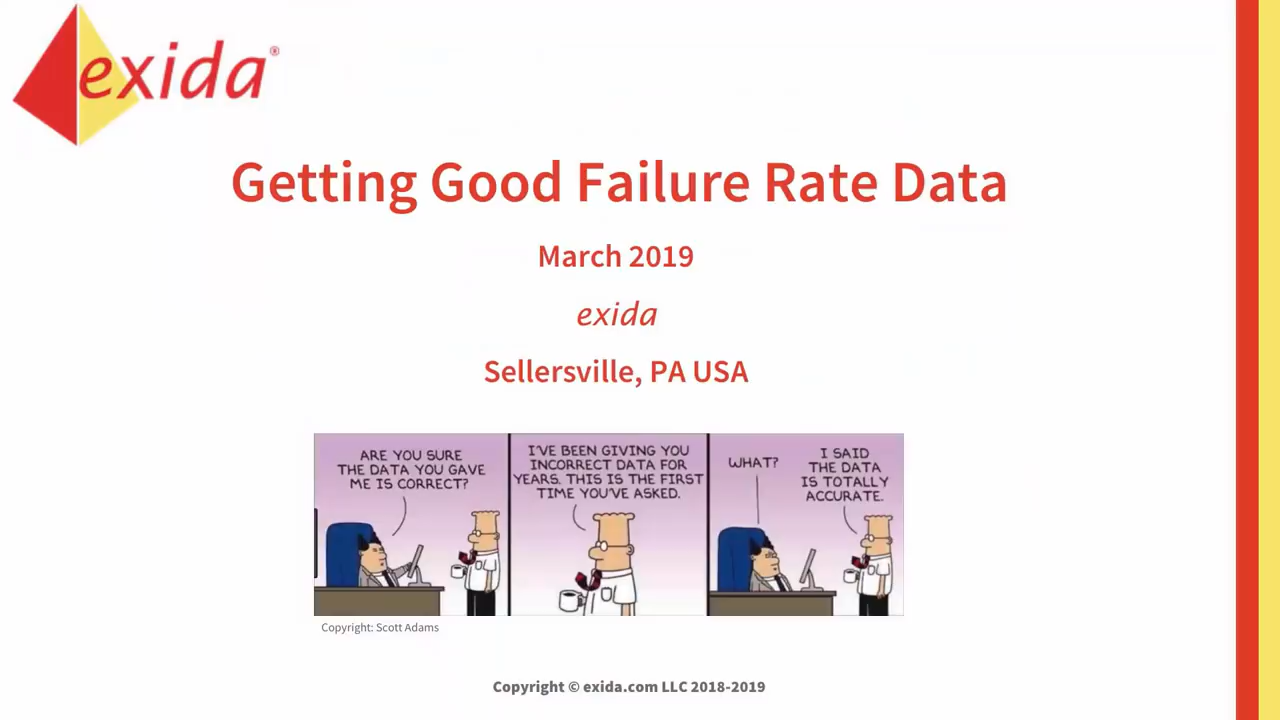 exida®
Getting Good Failure Rate Data
March 2019
exida
Sellersville, PA USA
ARE YOU SURE
THE DATA YOU GAVE
ME IS CORRECT?
I'VE BEEN GIVING YOU
INCORRECT DATA FOR
YEARS. THIS IS THE FIRST
TIME YOU'VE ASKED.
WHAT?
I SAID
THE DATA
IS TOTALLY
ACCURATE.
Copyright: Scott Adams
Copyright © exida.com LLC 2018-2019